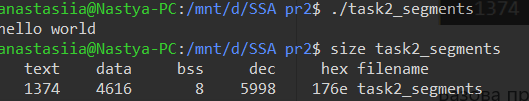 anastasiia@Nastya-PC:/mnt/d/SSA pr2$ ./task2_segments
hello world
anastasiia@Nastya-PC:/mnt/d/SSA pr2$ size task2_segments
   text    data     bss     dec     hex filename
   1374    4616       8    5998    176e task2_segments
1374